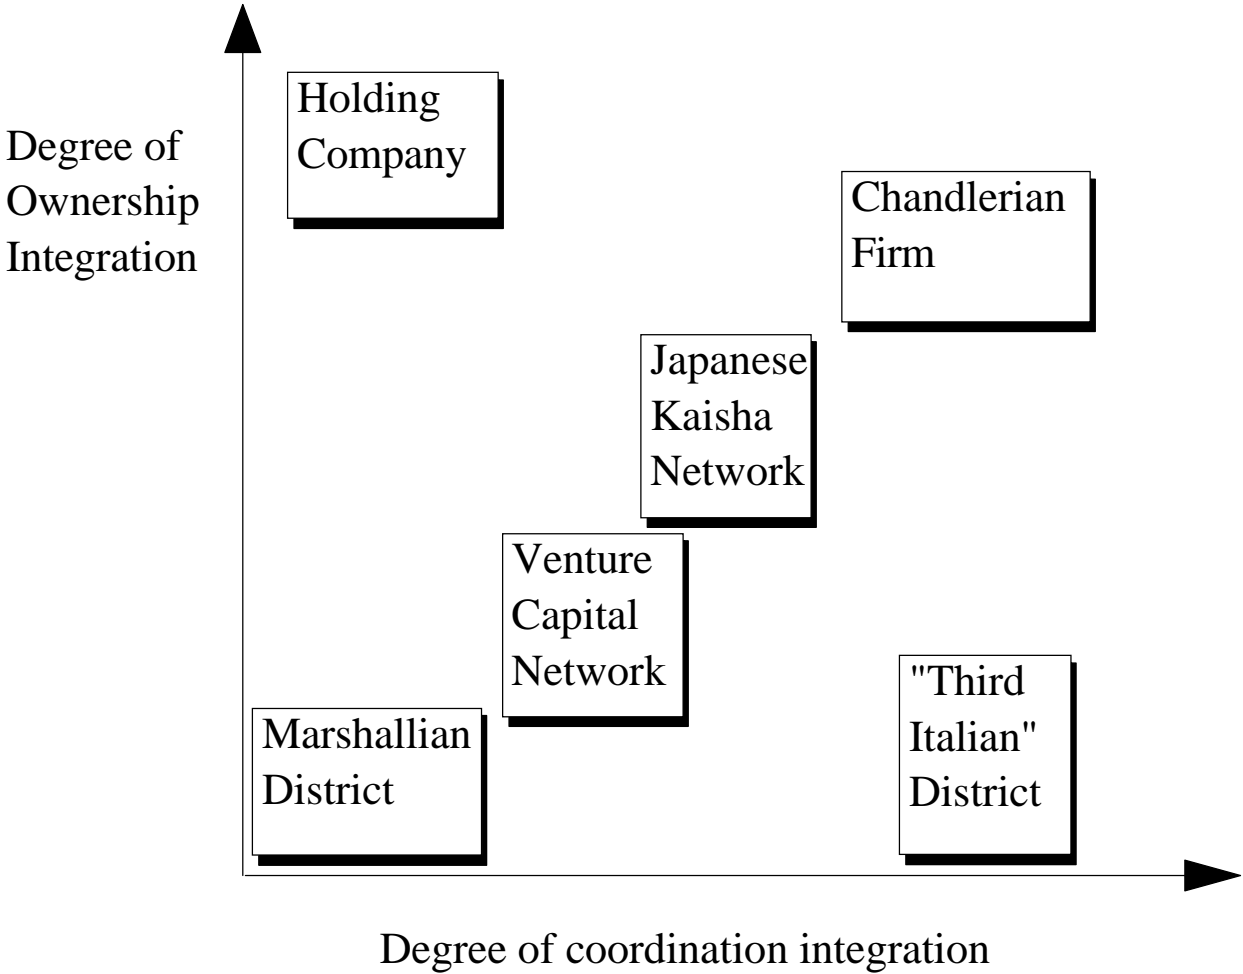 Holding
Company
Degree of
Ownership
Integration
Chandlerian
Firm
Japanese
Kaisha
Network
Venture
Capital
Network
"Third
Italian"
District
Marshallian
District
Degree of coordination integration